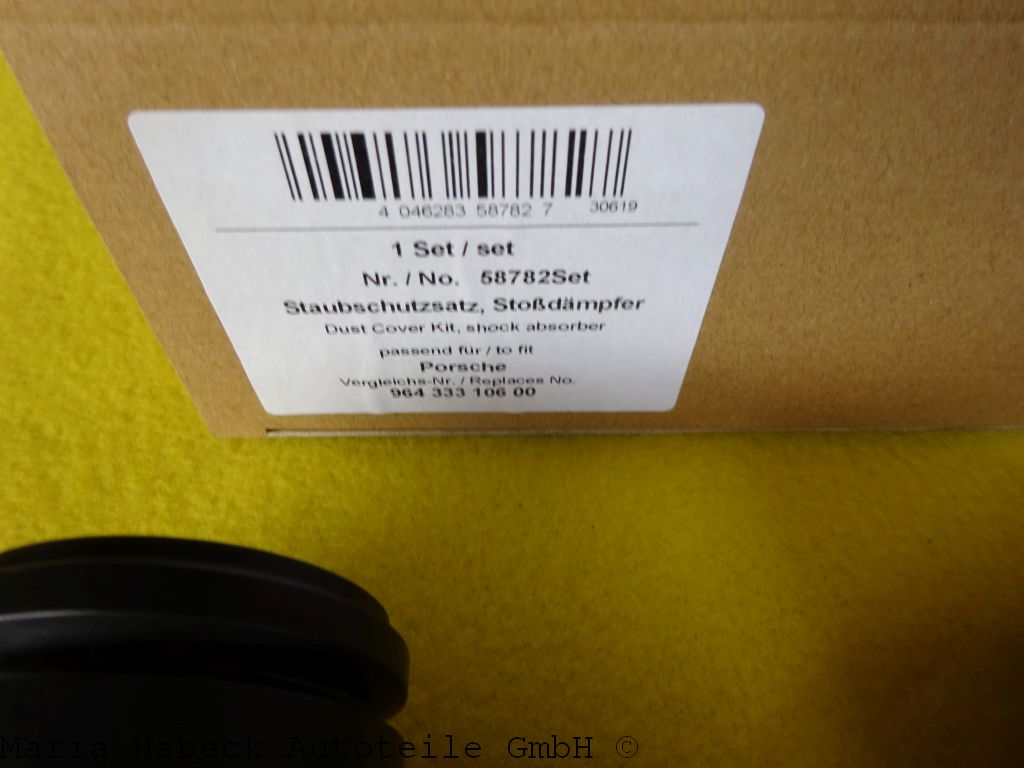 4 046283 58782 7 30619
1 Set / set
Nr. / No. 58782Set
Staubschutzsatz, Stoßdämpfer
Dust Cover Kit, shock absorber
passend für / to fit
Porsche
Vergleichs-Nr. / Replaces No.
964 333 106 00
Maria Habeck Autoteile GmbH ©